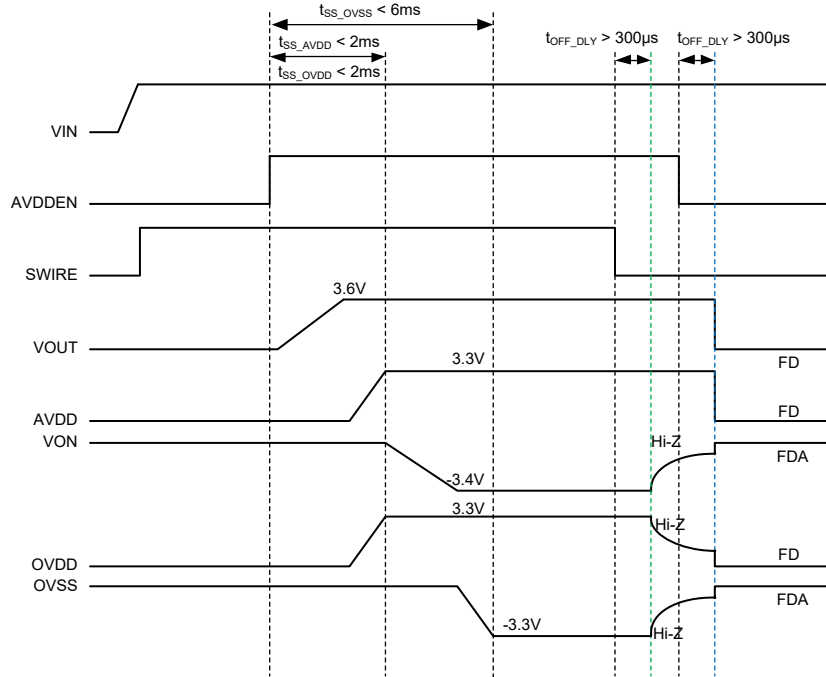 tSS_OVSS < 6ms
tSS_AVDD < 2ms
tOFF_DLY > 300µs
tOFF_DLY > 300µs
tSS_OVDD < 2ms
VIN
AVDDEN
SWIRE
3.6V
VOUT
3.3V
FD
AVDD
FD
VON
Hi-Z
FDA
-3.4V
3.3V
Hi-Z
OVDD
FD
OVSS
FDA
-3.3V
Hi-Z